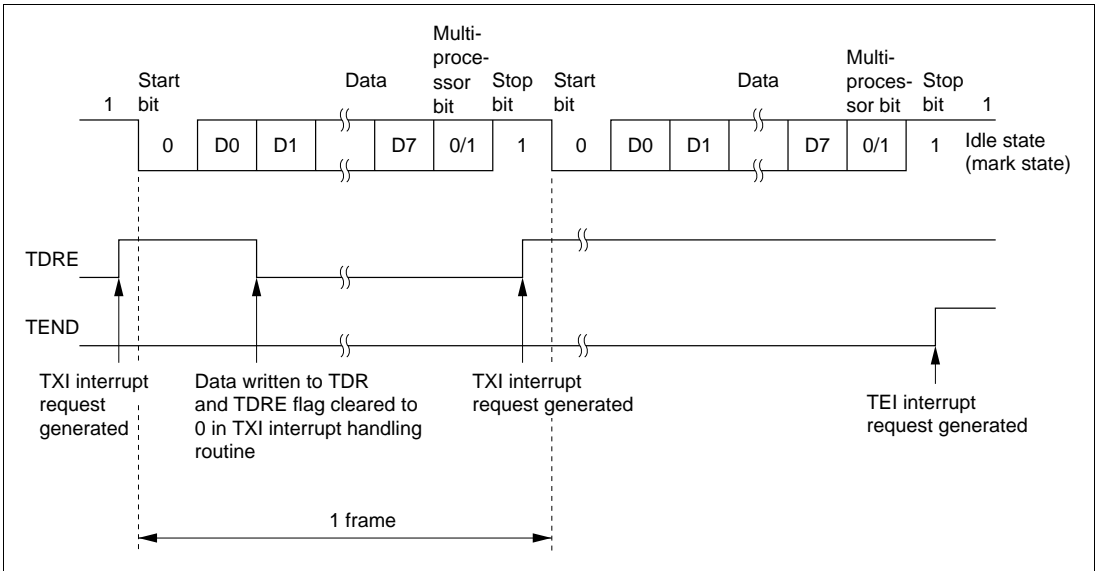 Multi-
proce-
ssor
bit
Start
bit
Data
Stop
bit
Start
bit
Data
Multi-
proces-
sor bit
Stop
bit
1
1
0
D0
D1
D7
0/1
1
0
D0
D1
D7
0/1
1
Idle state
(mark state)
TDRE
TEND
TXI interrupt
request
generated
Data written to TDR
and TDRE flag cleared to
0 in TXI interrupt handling
routine
TXI interrupt
request generated
TEI interrupt
request generated
1 frame